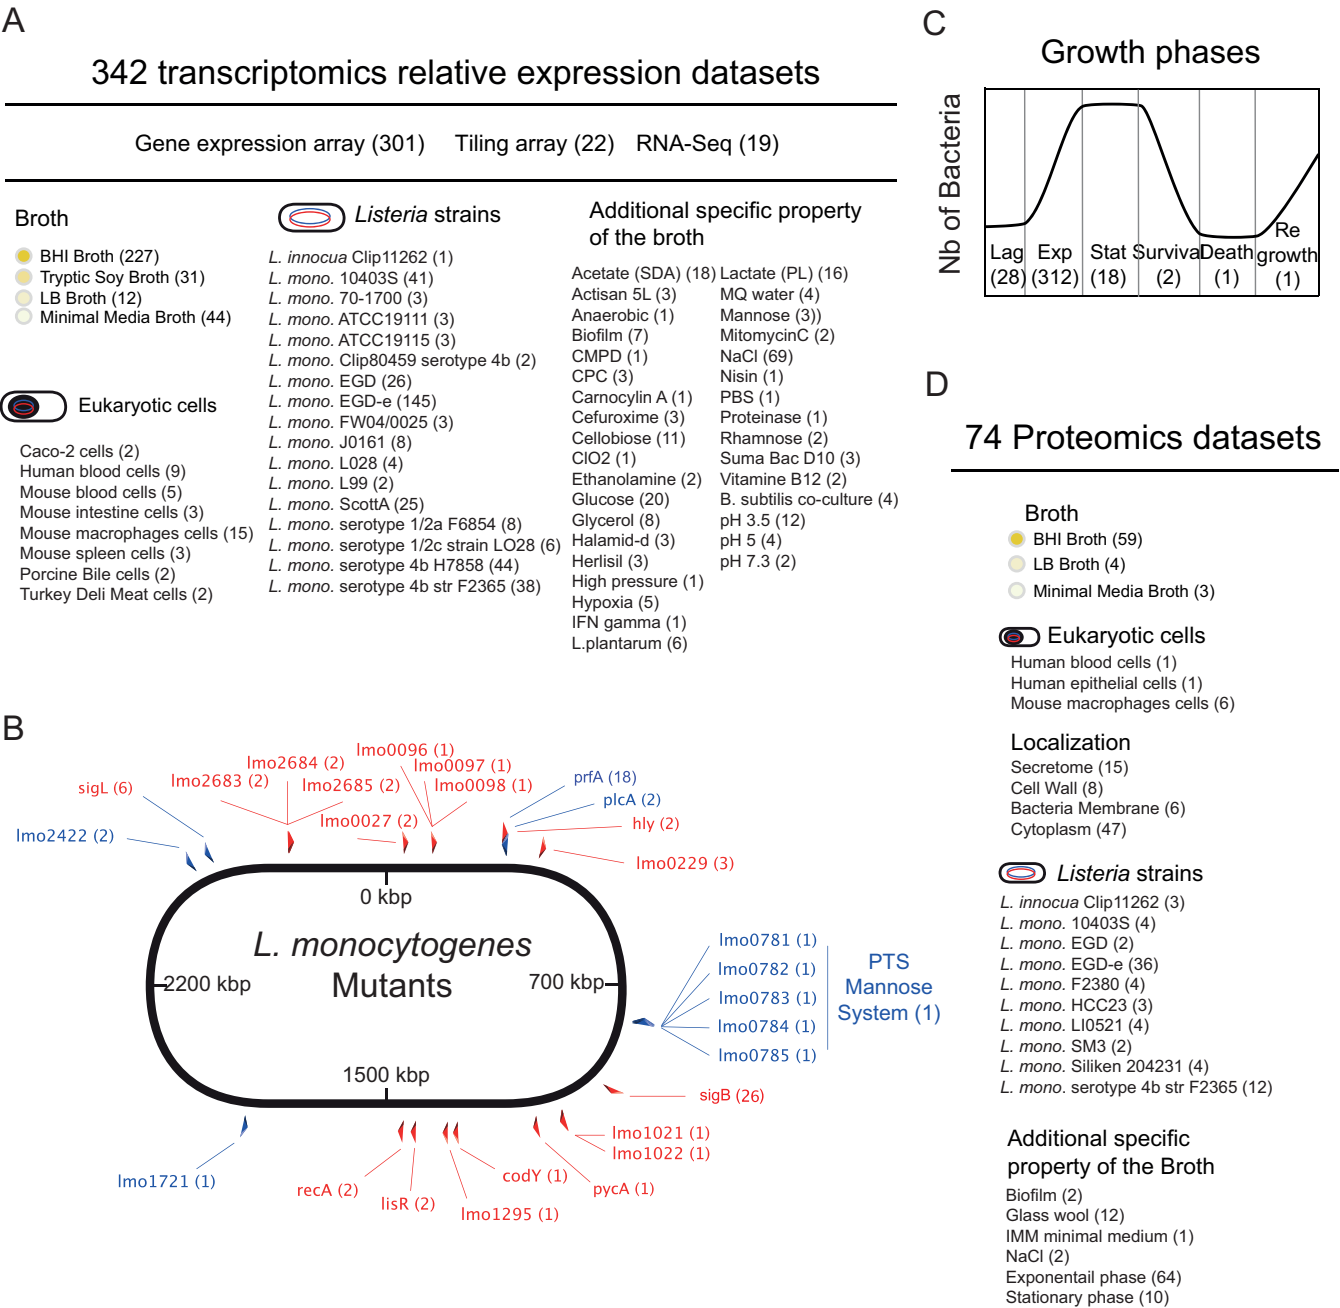 A
342 transcriptomics relative expression datasets
Gene expression array (301) Tiling array (22) RNA-Seq (19)
Broth
BHI Broth (227)
Tryptic Soy Broth (31)
LB Broth (12)
Minimal Media Broth (44)
Eukaryotic cells
Caco-2 cells (2)
Human blood cells (9)
Mouse blood cells (5)
Mouse intestine cells (3)
Mouse macrophages cells (15)
Mouse spleen cells (3)
Porcine Bile cells (2)
Turkey Deli Meat cells (2)
Listeria strains
L. innocua Clip11262 (1)
L. mono. 10403S (41)
L. mono. 70-1700 (3)
L. mono. ATCC19111 (3)
L. mono. ATCC19115 (3)
L. mono. Clip80459 serotype 4b (2)
L. mono. EGD (26)
L. mono. EGD-e (145)
L. mono. FW04/0025 (3)
L. mono. J0161 (8)
L. mono. L028 (4)
L. mono. L99 (2)
L. mono. ScottA (25)
L. mono. serotype 1/2a F6854 (8)
L. mono. serotype 1/2c strain LO28 (6)
L. mono. serotype 4b H7858 (44)
L. mono. serotype 4b str F2365 (38)
Additional specific property
of the broth
Acetate (SDA) (18)
Actisan 5L (3)
Anaerobic (1)
Biofilm (7)
CMPD (1)
CPC (3)
Carnocylin A (1)
Cefuroxime (3)
Cellobiose (11)
ClO2 (1)
Ethanolamine (2)
Glucose (20)
Glycerol (8)
Halamid-d (3)
Herlisil (3)
High pressure (1)
Hypoxia (5)
IFN gamma (1)
L.plantarum (6)
Lactate (PL) (16)
MQ water (4)
Mannose (3))
MitomycinC (2)
NaCl (69)
Nisin (1)
PBS (1)
Proteinase (1)
Rhamnose (2)
Suma Bac D10 (3)
Vitamine B12 (2)
B. subtilis co-culture (4)
pH 3.5 (12)
pH 5 (4)
pH 7.3 (2)
B
lmo2422 (2)
sigL (6)
lmo2683 (2)
lmo2684 (2)
lmo2685 (2)
lmo0027 (2)
lmo0096 (1)
lmo0097 (1)
lmo0098 (1)
prfA (18)
plcA (2)
hly (2)
lmo0229 (3)
0 kbp
L. monocytogenes
Mutants
2200 kbp
700 kbp
1500 kbp
lmo0781 (1)
lmo0782 (1)
lmo0783 (1)
lmo0784 (1)
lmo0785 (1)
PTS
Mannose
System (1)
sigB (26)
lmo1021 (1)
lmo1022 (1)
pycA (1)
codY (1)
lmo1295 (1)
lisR (2)
recA (2)
lmo1721 (1)
C
Growth phases
Nb of Bacteria
Lag
(28)
Exp
(312)
Stat
(18)
Surviva
(2)
Death
(1)
Re
growth
(1)
D
74 Proteomics datasets
Broth
BHI Broth (59)
LB Broth (4)
Minimal Media Broth (3)
Eukaryotic cells
Human blood cells (1)
Human epithelial cells (1)
Mouse macrophages cells (6)
Localization
Secretome (15)
Cell Wall (8)
Bacteria Membrane (6)
Cytoplasm (47)
Listeria strains
L. innocua Clip11262 (3)
L. mono. 10403S (4)
L. mono. EGD (2)
L. mono. EGD-e (36)
L. mono. F2380 (4)
L. mono. HCC23 (3)
L. mono. LI0521 (4)
L. mono. SM3 (2)
L. mono. Siliken 204231 (4)
L. mono. serotype 4b str F2365 (12)
Additional specific
property of the Broth
Biofilm (2)
Glass wool (12)
IMM minimal medium (1)
NaCl (2)
Exponentail phase (64)
Stationary phase (10)